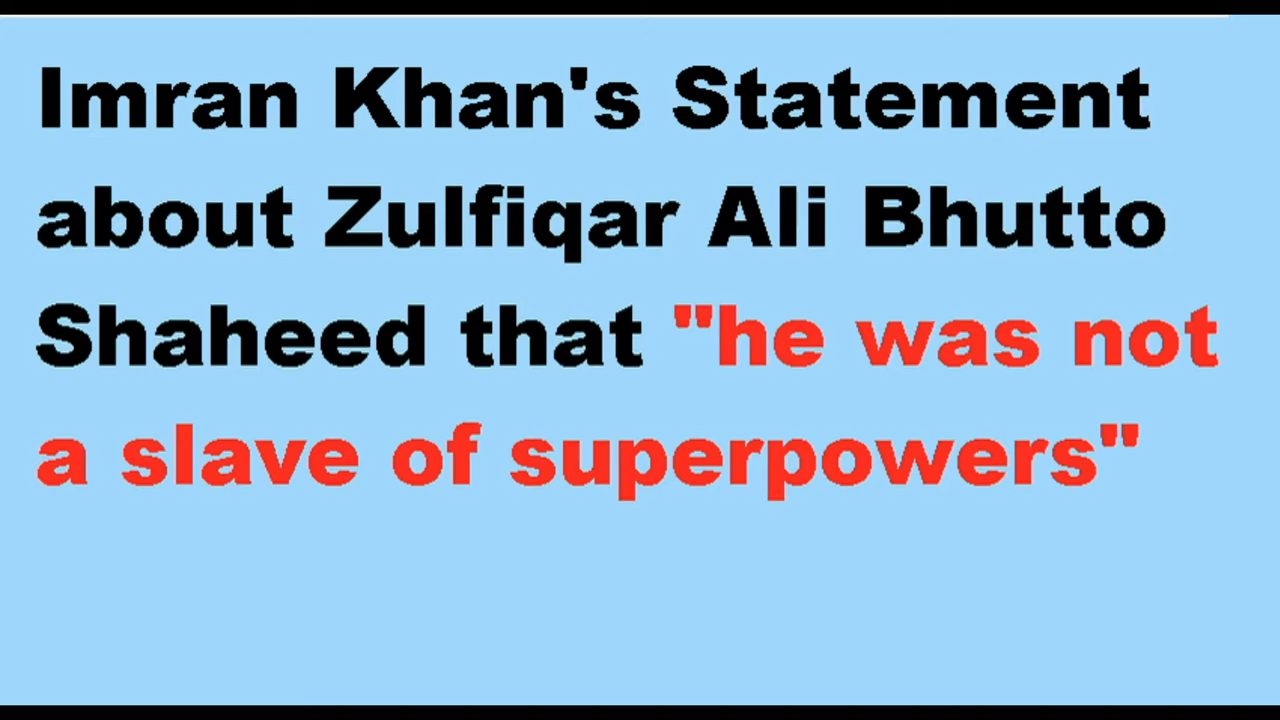 Imran Khan's Statement
about Zulfiqar Ali Bhutto
Shaheed that "he was not
a slave of superpowers"